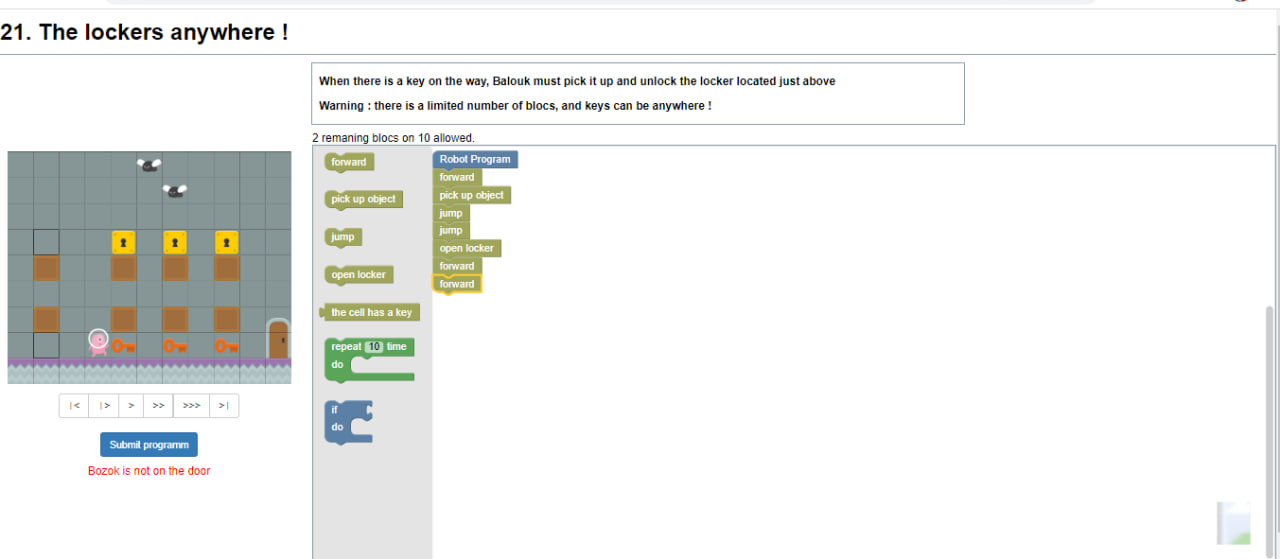 21. The lockers anywhere !
When there is a key on the way, Balouk must pick it up and unlock the locker located just above
Warning : there is a limited number of blocs, and keys can be anywhere !
2 remaning blocs on 10 allowed.
forward
pick up object
jump
open locker
the cell has a key
repeat 10 time
do
if
do
Robot Program
forward
pick up object
jump
jump
open locker
forward
forward
|< |> > >> >>> >|
Submit programm
Bozok is not on the door